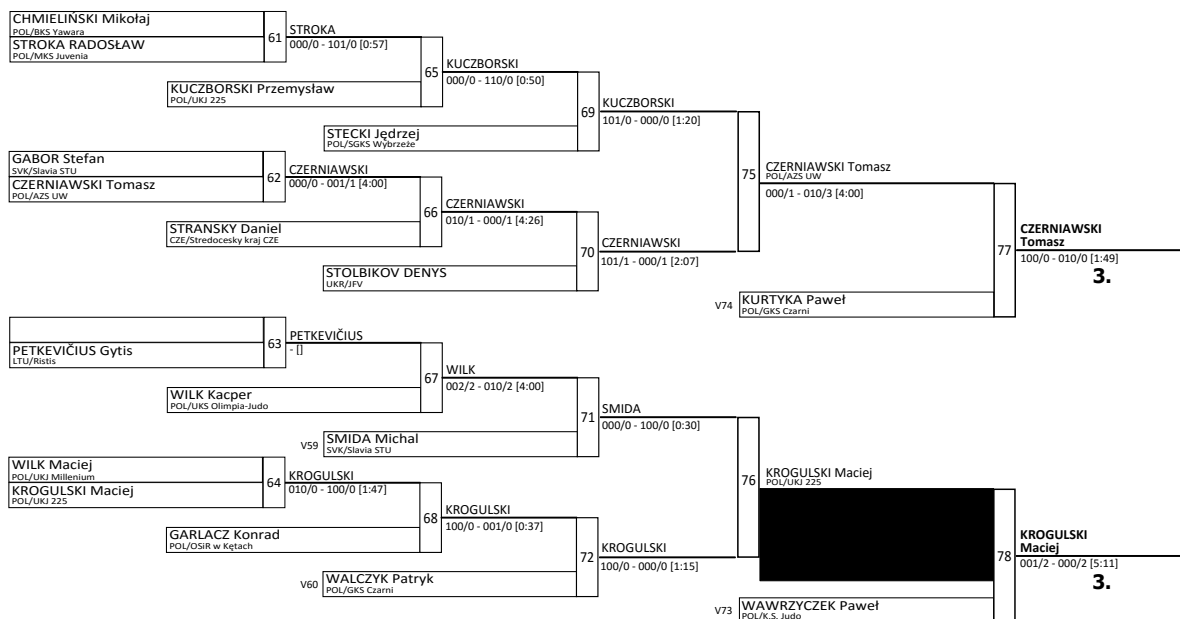 CHMIELIŃSKI Mikołaj
POL/BKS Yawara
STROKA RADOSŁAW
POL/MKS Juvenia
61
STROKA
000/0 - 101/0 [0:57]
KUCZBORSKI Przemysław
POL/UKJ 225
65
KUCZBORSKI
000/0 - 110/0 [0:50]
STECKI Jędrzej
POL/SGKS Wybrzeże
69
KUCZBORSKI
101/0 - 000/0 [1:20]
GABOR Stefan
SVK/Slavia STU
CZERNIAWSKI Tomasz
POL/AZS UW
62
CZERNIAWSKI
000/0 - 001/1 [4:00]
STRANSKY Daniel
CZE/Stredocesky kraj CZE
66
CZERNIAWSKI
010/1 - 000/1 [4:26]
STOLBIKOV DENYS
UKR/JFV
70
CZERNIAWSKI
101/1 - 000/1 [2:07]
75
CZERNIAWSKI Tomasz
POL/AZS UW
000/1 - 010/3 [4:00]
V74
KURTYKA Paweł
POL/GKS Czarni
77
CZERNIAWSKI
Tomasz
100/0 - 010/0 [1:49]
3.
PETKEVIČIUS Gytis
LTU/Ristis
63
PETKEVIČIUS
- []
WILK Kacper
POL/UKS Olimpia-Judo
67
WILK
002/2 - 010/2 [4:00]
V59
SMIDA Michal
SVK/Slavia STU
71
SMIDA
000/0 - 100/0 [0:30]
WILK Maciej
POL/UKJ Millenium
KROGULSKI Maciej
POL/UKJ 225
64
KROGULSKI
010/0 - 100/0 [1:47]
GARLACZ Konrad
POL/OSiR w Kętach
68
KROGULSKI
100/0 - 001/0 [0:37]
V60
WALCZYK Patryk
POL/GKS Czarni
72
KROGULSKI
100/0 - 000/0 [1:15]
76
KROGULSKI Maciej
POL/UKJ 225
V73
WAWRZYCZEK Paweł
POL/K.S. Judo
78
KROGULSKI
Maciej
001/2 - 000/2 [5:11]
3.